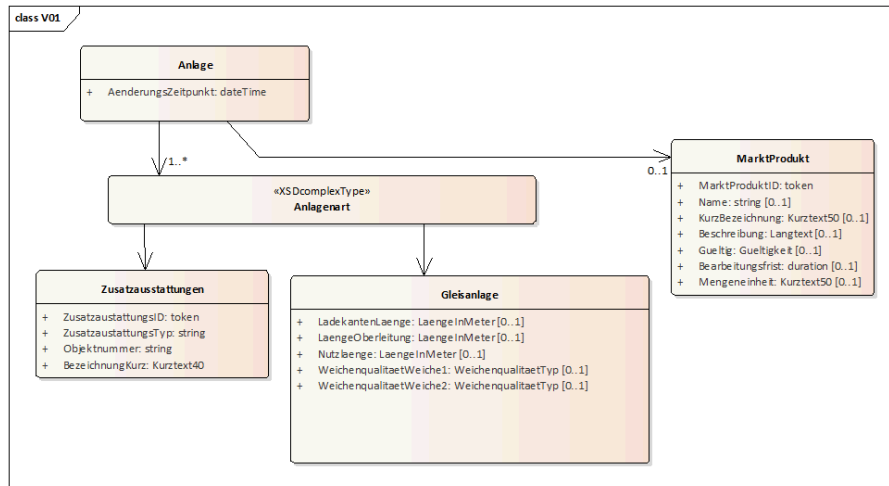 class V01
Anlage
+ AenderungsZeitpunkt: dateTime
1..*
0..1
«XSDcomplexType»
Anlagenart
MarktProdukt
+ MarktProduktID: token
+ Name: string [0..1]
+ KurzBezeichnung: Kurztext50 [0..1]
+ Beschreibung: Langtext [0..1]
+ Gueltig: Gueltigkeit [0..1]
+ Bearbeitungsfrist: duration [0..1]
+ Mengeneinheit: Kurztext50 [0..1]
Zusatzausstattungen
+ ZusatzaustattungsID: token
+ ZusatzaustattungsTyp: string
+ Objektnummer: string
+ BezeichnungKurz: Kurztext40
Gleisanlage
+ LadekantenLaenge: LaengeInMeter [0..1]
+ LaengeOberleitung: LaengeInMeter [0..1]
+ Nutzlaenge: LaengeInMeter [0..1]
+ WeichenqualitaetWeiche1: WeichenqualitaetTyp [0..1]
+ WeichenqualitaetWeiche2: WeichenqualitaetTyp [0..1]